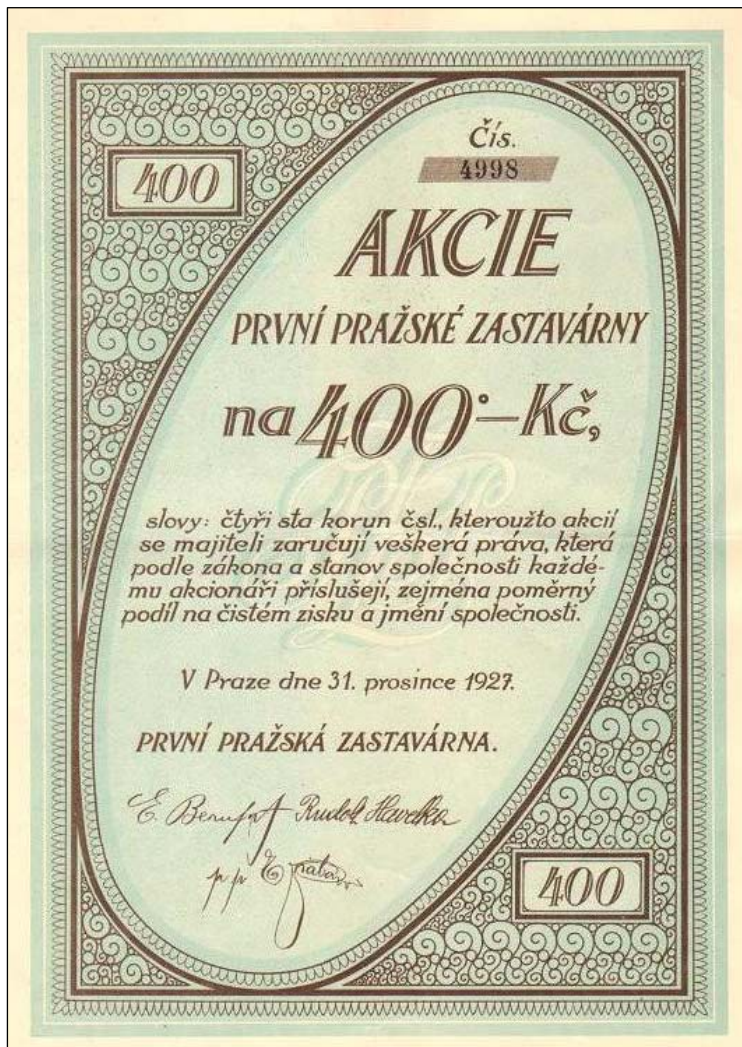 Čís.
4998
400
AKCIE
PRVNÍ PRAŽSKÉ ZASTAVÁRNY
na 400·–Kč,
slovy: čtyři sta korun čsl., kteroužto akcií
se majiteli zaručují veškerá práva, která
podle zákona a stanov společnosti každé-
mu akcionáři příslušejí, zejména poměrný
podíl na čistém zisku a jmění společnosti.
V Praze dne 31. prosince 1927.
PRVNÍ PRAŽSKÁ ZASTAVÁRNA.
Rudolf Havelka
pp
400